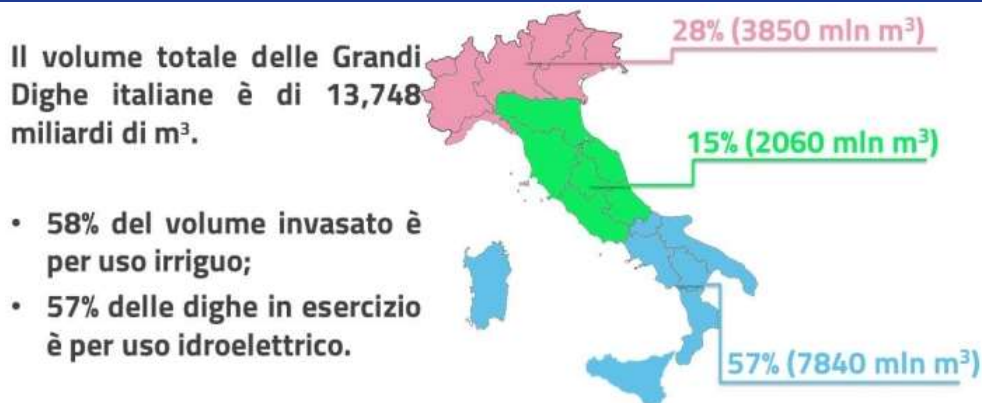 Il volume totale delle Grandi
Dighe italiane è di 13,748
miliardi di m³.
• 58% del volume invasato è
per uso irriguo;
• 57% delle dighe in esercizio
è per uso idroelettrico.
28% (3850 mln m³)
15% (2060 mln m³)
57% (7840 mln m³)